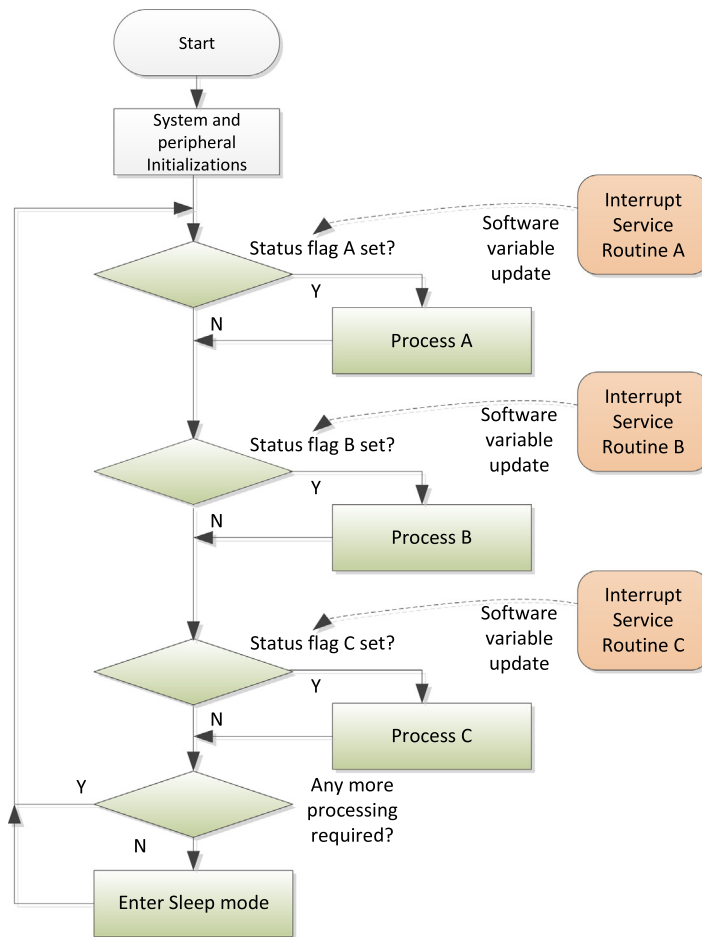 Start
System and
peripheral
Initializations
Interrupt
Service
Routine A
Software
variable
update
Status flag A set?
Y
N
Process A
Interrupt
Service
Routine B
Software
variable
update
Status flag B set?
Y
N
Process B
Interrupt
Service
Routine C
Software
variable
update
Status flag C set?
Y
N
Process C
Any more
processing
required?
Y
N
Enter Sleep mode